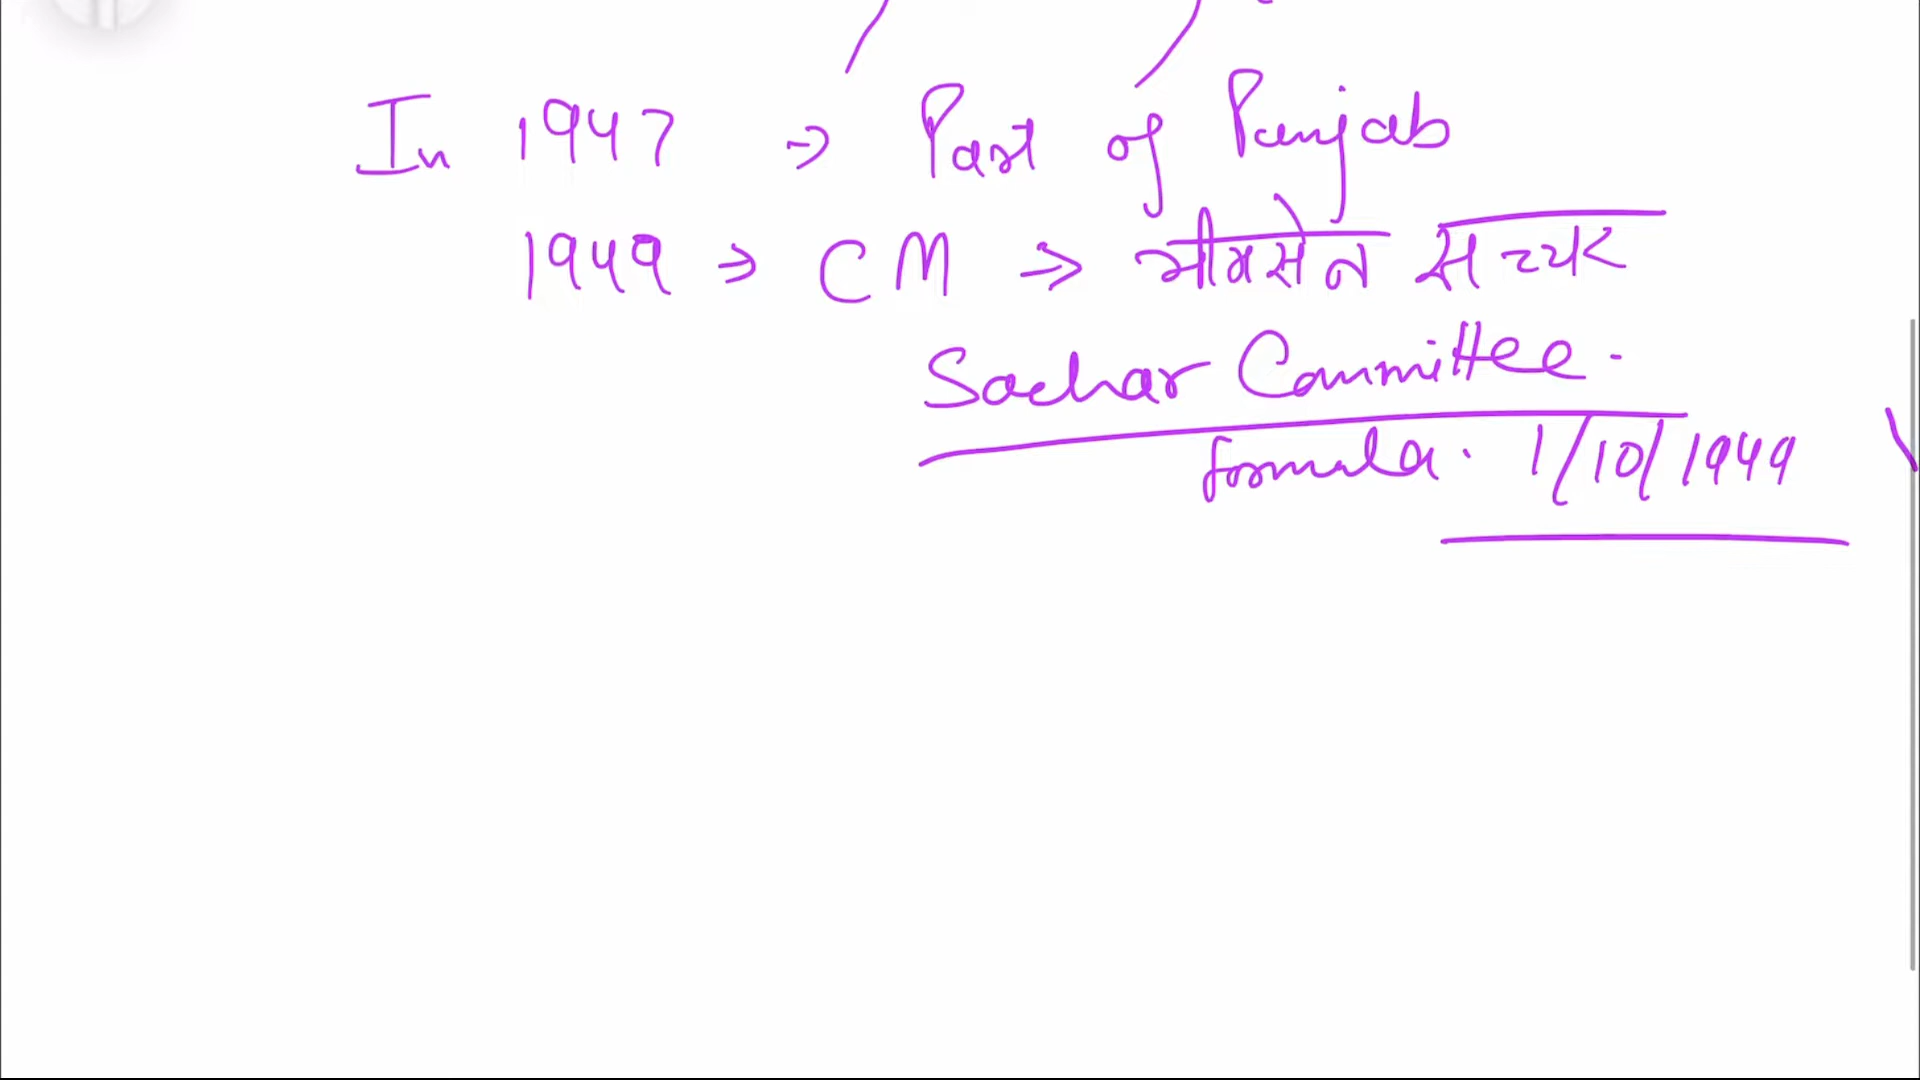 In 1947 → Part of Punjab
1949 → CM → भीमसेन सच्चर
Sachar Committee.
formula. 1/10/1949